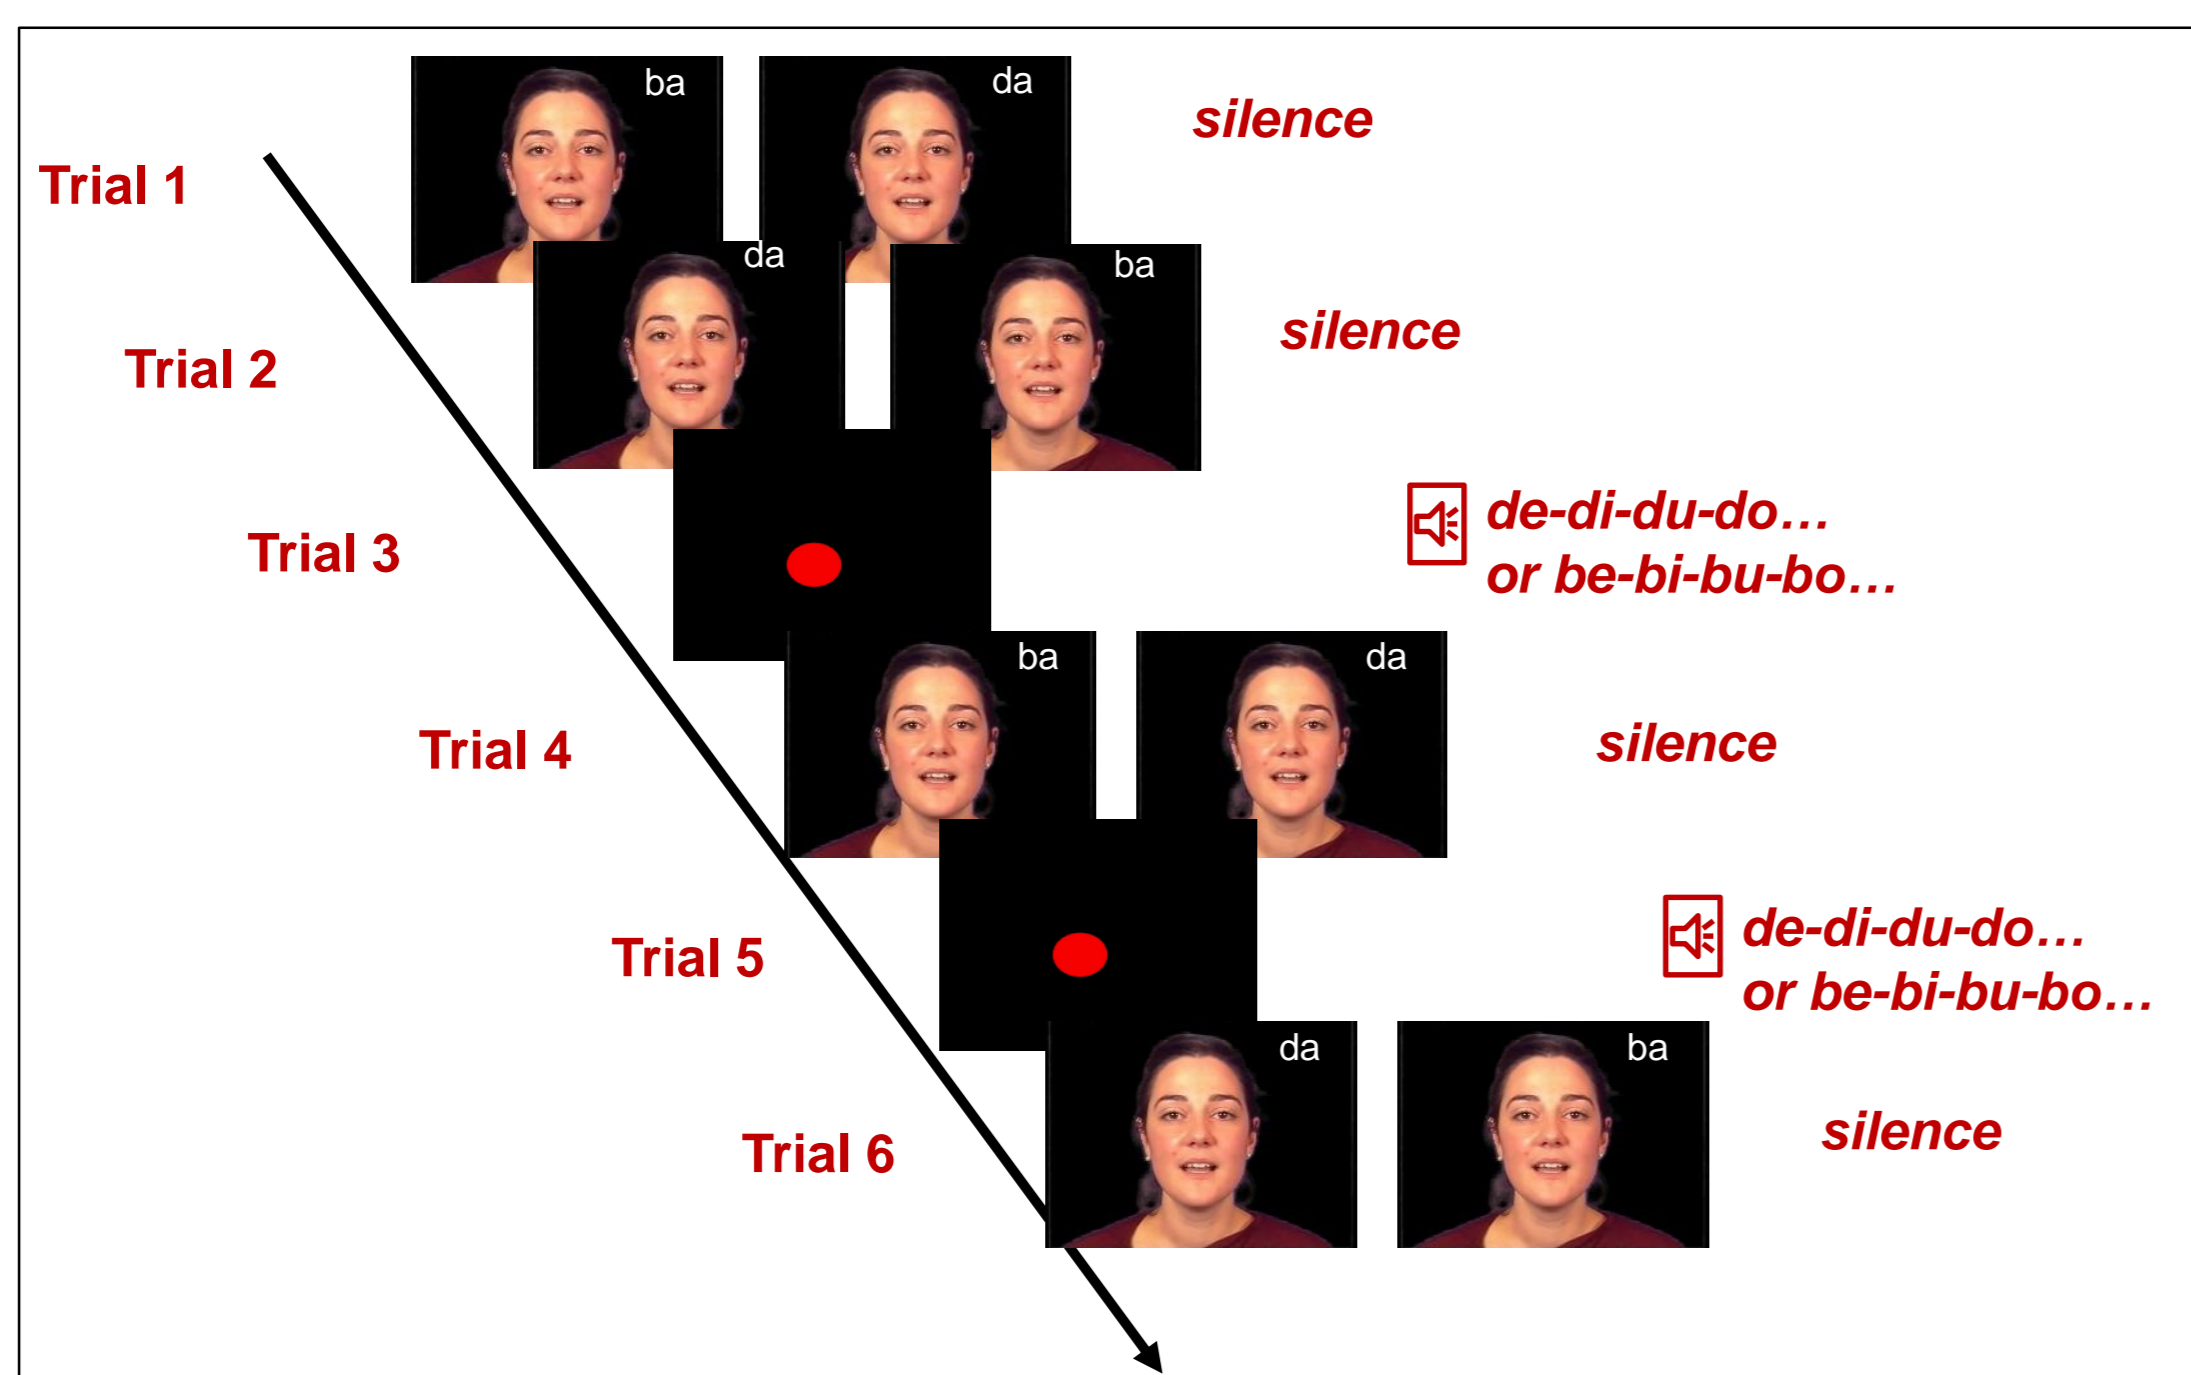 ba da
silence
Trial 1
da ba
silence
Trial 2
de-di-du-do…
or be-bi-bu-bo…
Trial 3
ba da
silence
Trial 4
de-di-du-do…
or be-bi-bu-bo…
Trial 5
da ba
silence
Trial 6